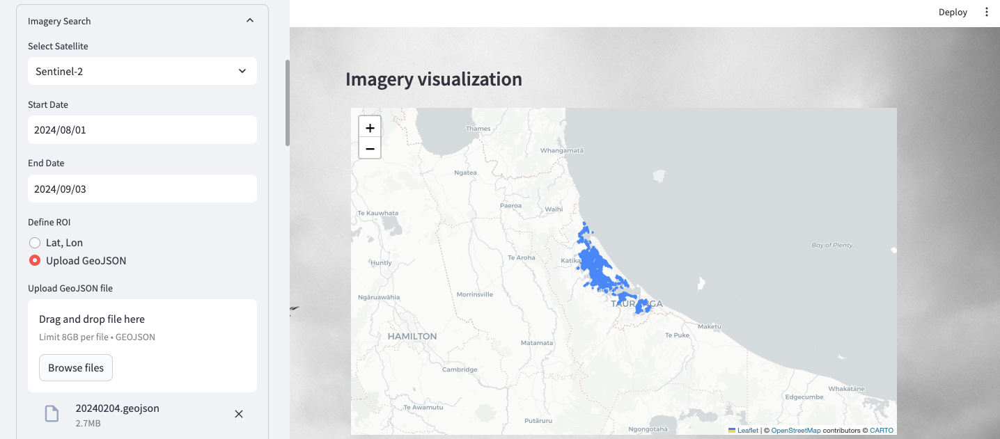 Imagery Search
Select Satellite
Sentinel-2
Start Date
2024/08/01
End Date
2024/09/03
Define ROI
Lat, Lon
Upload GeoJSON
Upload GeoJSON file
Drag and drop file here
Limit 8GB per file • GEOJSON
Browse files
20240204.geojson
2.7MB
Deploy
Imagery visualization
+
−
Thames
Whangamatā
Ngatea
Paeroa
Waihi
Te Kauwhata
Bay of Plenty
Te Aroha
Huntly
Morrinsville
Ngāruawāhia
Maketu
Te Puke
HAMILTON
Matamata
Cambridge
Whakatāne
Edgecumbe
Te Awamutu
Putāruru
Ngongotahā
Leaflet | © OpenStreetMap contributors © CARTO